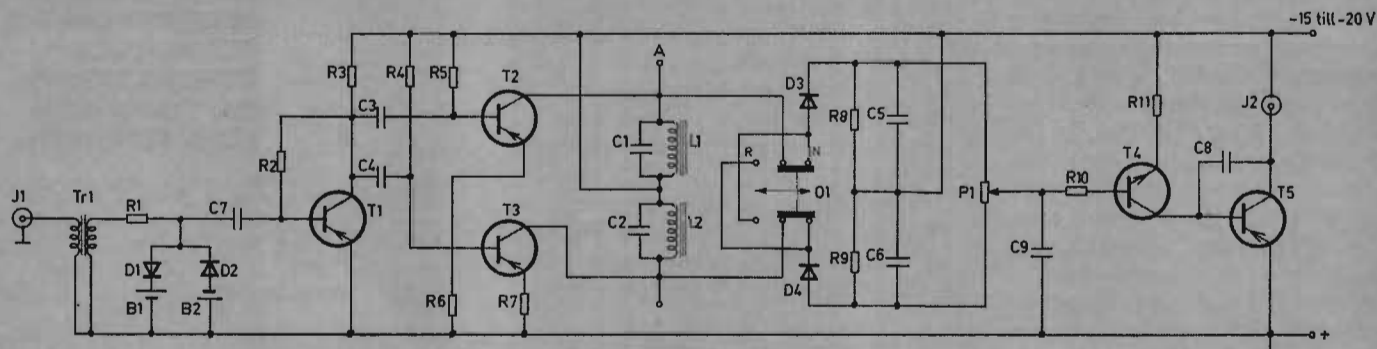 -15 till -20 V
A
R3
R4
R5
T2
D3
R11
J2
C3
R8
C5
R2
C1
L1
R
IN
C4
T4
C8
J1
Tr1
R1
C7
T1
O1
P1
R10
T5
T3
C2
L2
D1
D2
R9
C6
C9
D4
B1
B2
R6
R7
+